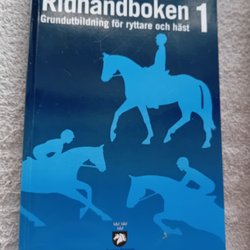 Ridhandboken 1
Grundutbildning för ryttare och häst